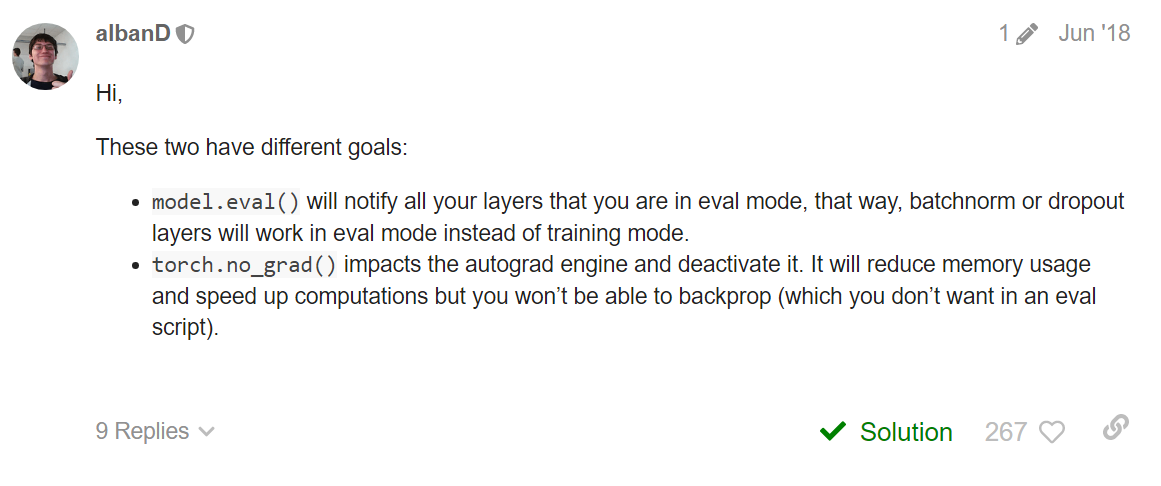 albanD
1 Jun '18
Hi,
These two have different goals:
• model.eval() will notify all your layers that you are in eval mode, that way, batchnorm or dropout
layers will work in eval mode instead of training mode.
• torch.no_grad() impacts the autograd engine and deactivate it. It will reduce memory usage
and speed up computations but you won’t be able to backprop (which you don’t want in an eval
script).
9 Replies
Solution 267